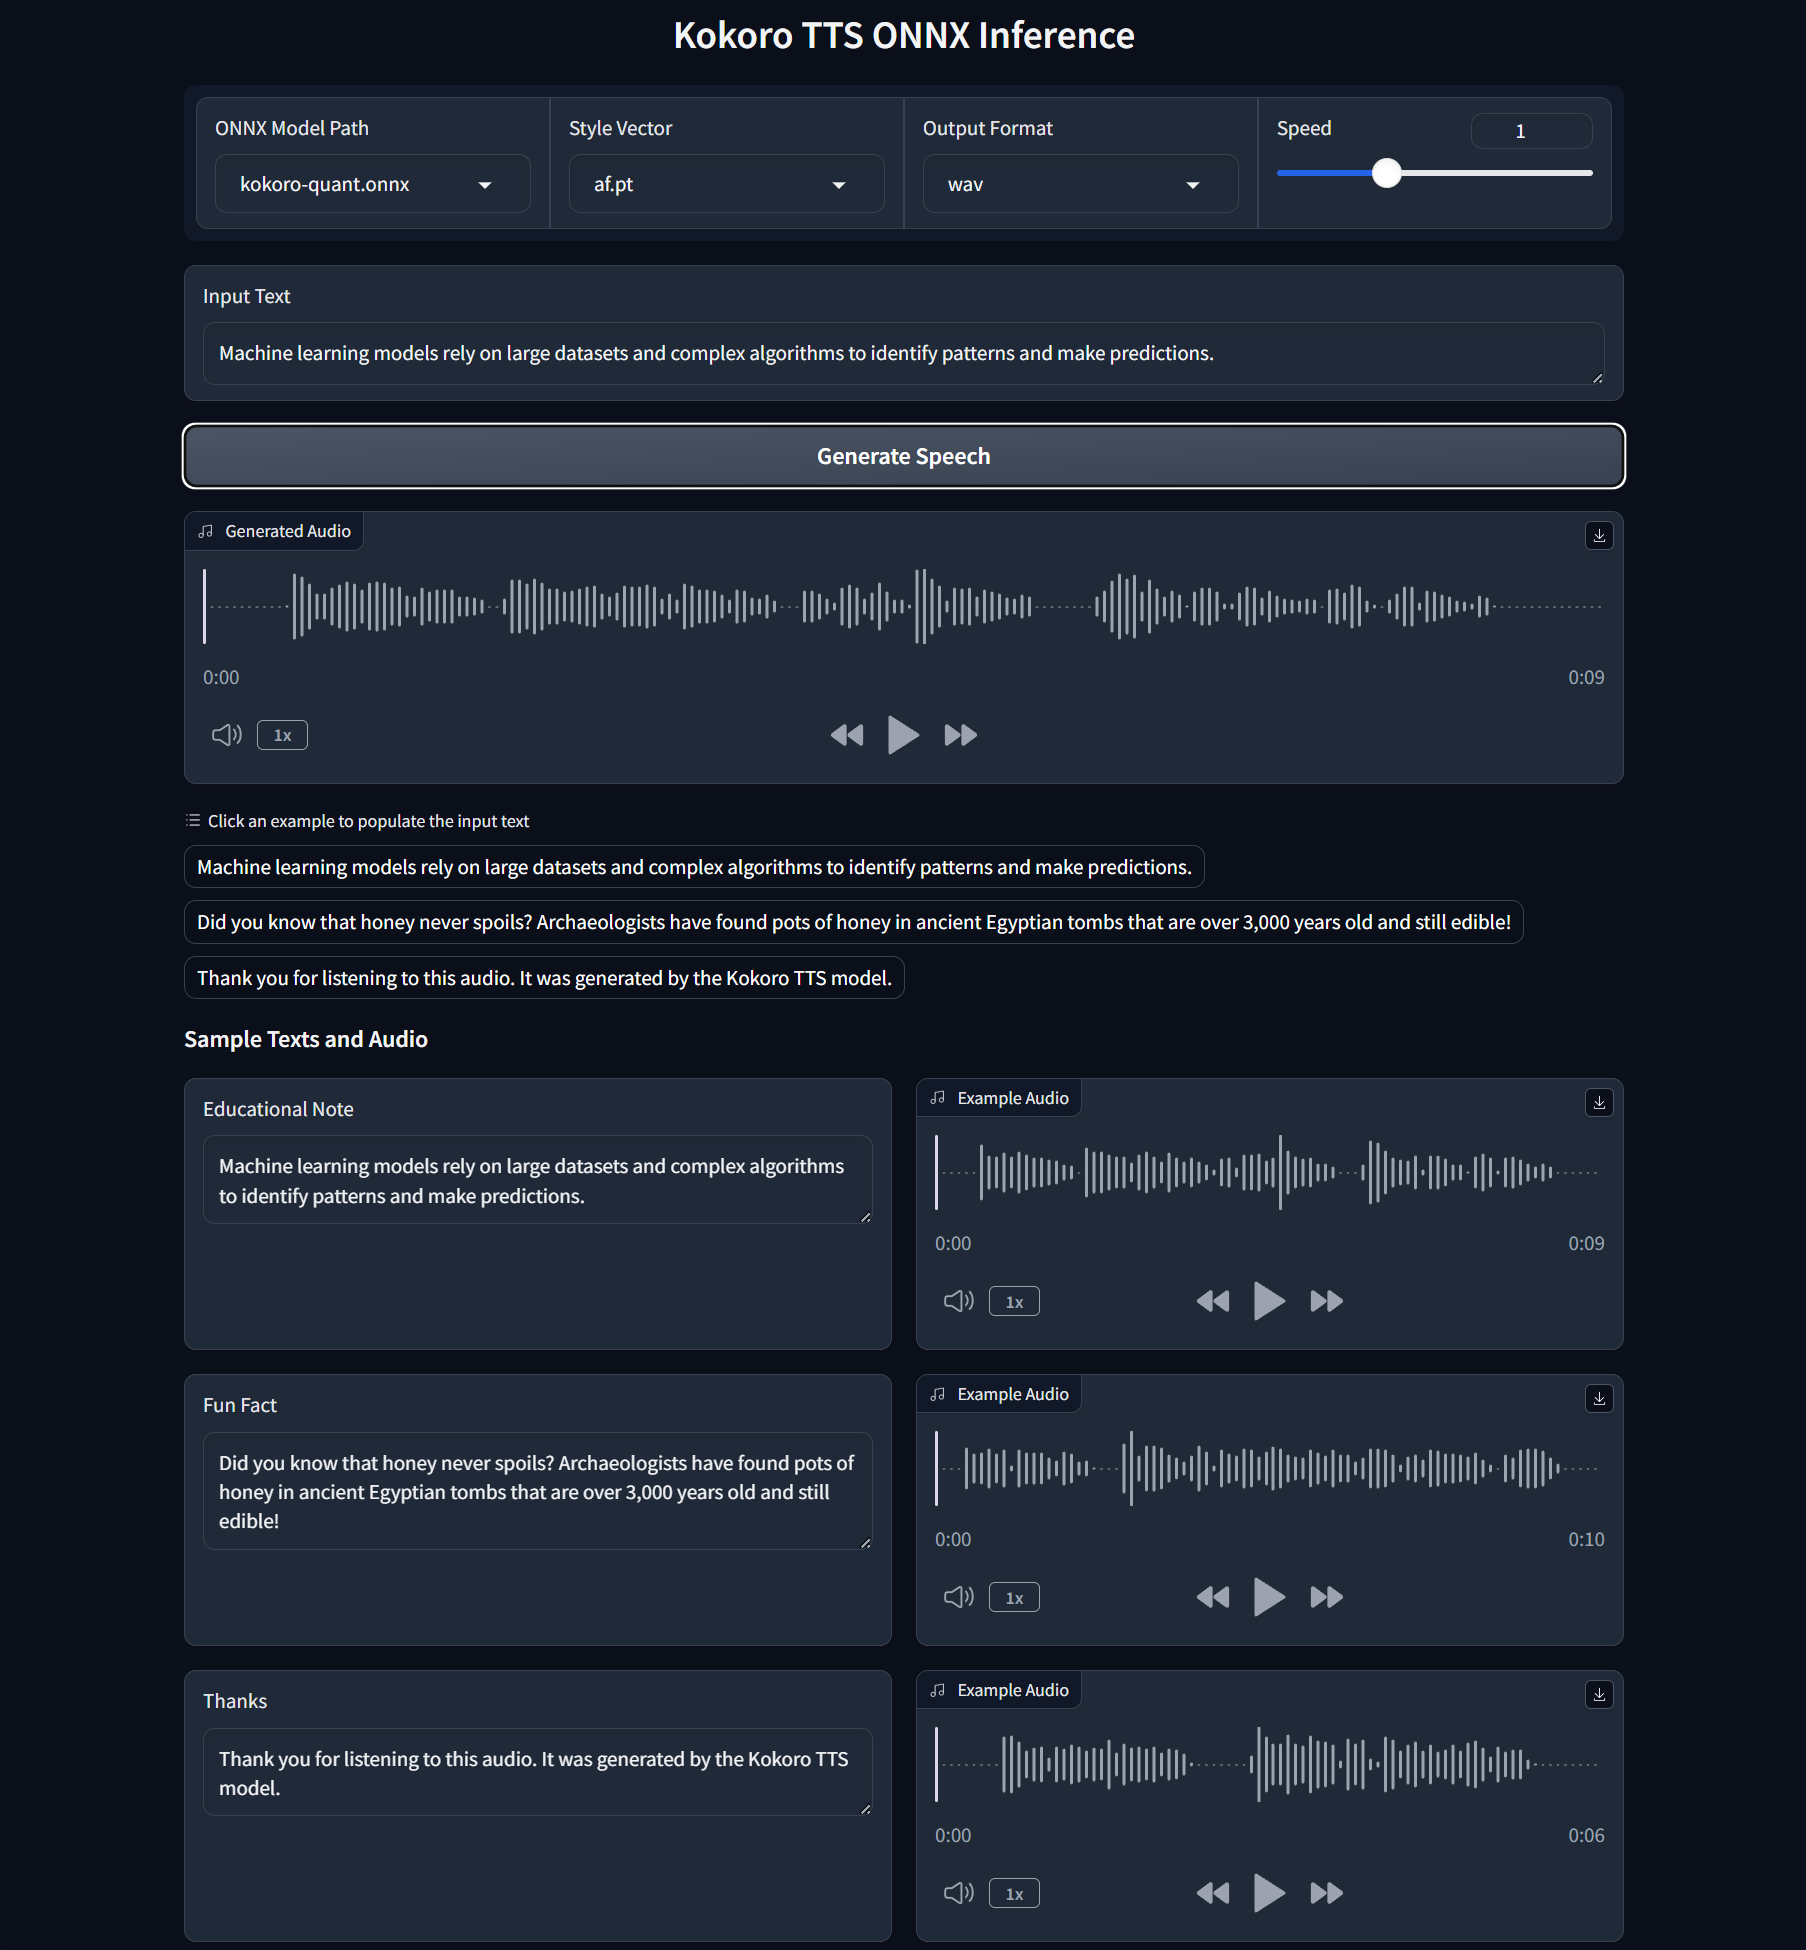 Kokoro TTS ONNX Inference
ONNX Model Path
kokoro-quant.onnx
Style Vector
af.pt
Output Format
wav
Speed
1
Input Text
Machine learning models rely on large datasets and complex algorithms to identify patterns and make predictions.
Generate Speech
Generated Audio
0:00
0:09
1x
Click an example to populate the input text
Machine learning models rely on large datasets and complex algorithms to identify patterns and make predictions.
Did you know that honey never spoils? Archaeologists have found pots of honey in ancient Egyptian tombs that are over 3,000 years old and still edible!
Thank you for listening to this audio. It was generated by the Kokoro TTS model.
Sample Texts and Audio
Educational Note
Machine learning models rely on large datasets and complex algorithms
to identify patterns and make predictions.
Example Audio
0:00
0:09
1x
Fun Fact
Did you know that honey never spoils? Archaeologists have found pots of
honey in ancient Egyptian tombs that are over 3,000 years old and still
edible!
Example Audio
0:00
0:10
1x
Thanks
Thank you for listening to this audio. It was generated by the Kokoro TTS
model.
Example Audio
0:00
0:06
1x